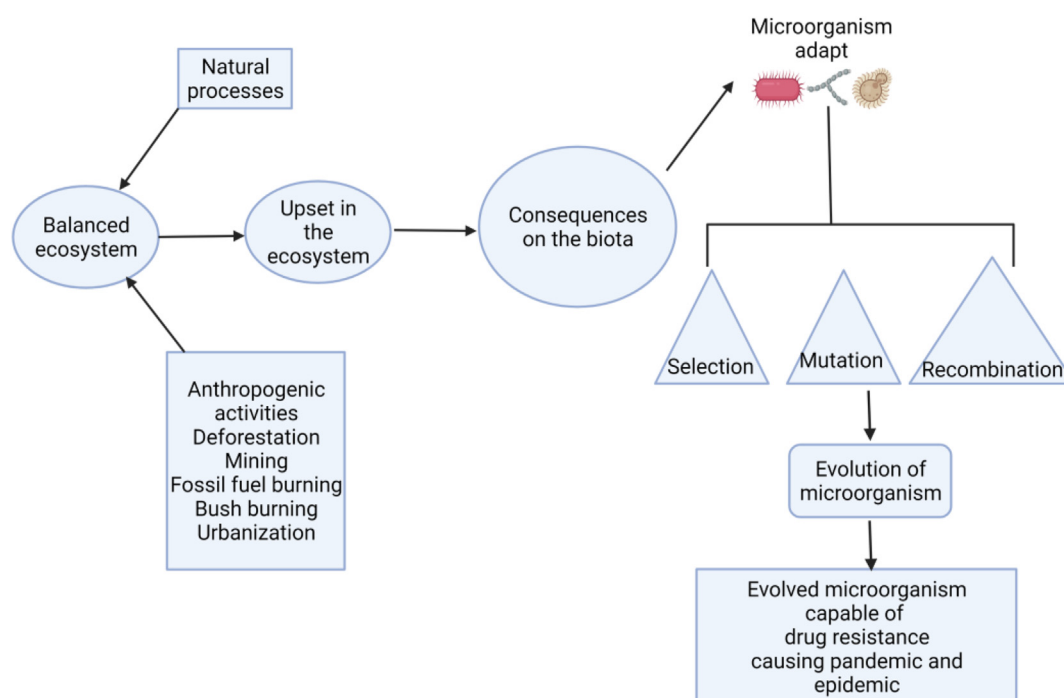 Microorganism
adapt
Natural
processes
Balanced
ecosystem
Upset in
the
ecosystem
Consequences
on the biota
Anthropogenic
activities
Deforestation
Mining
Fossil fuel burning
Bush burning
Urbanization
Selection
Mutation
Recombination
Evolution of
microorganism
Evolved microorganism
capable of
drug resistance
causing pandemic and
epidemic